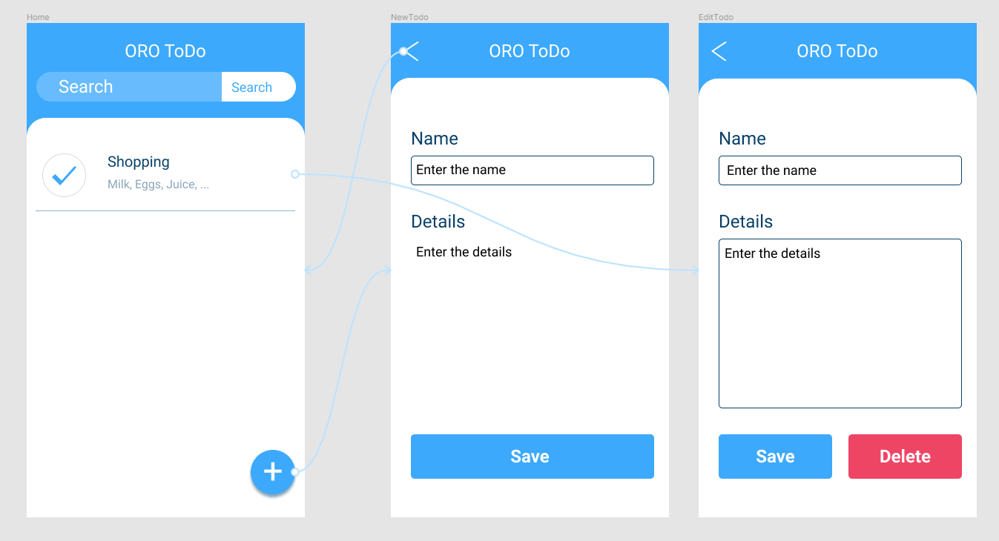 Home
ORO ToDo
Search
Search
Shopping
Milk, Eggs, Juice, ...
+
NewTodo
ORO ToDo
Name
Enter the name
Details
Enter the details
Save
EditTodo
ORO ToDo
Name
Enter the name
Details
Enter the details
Save
Delete